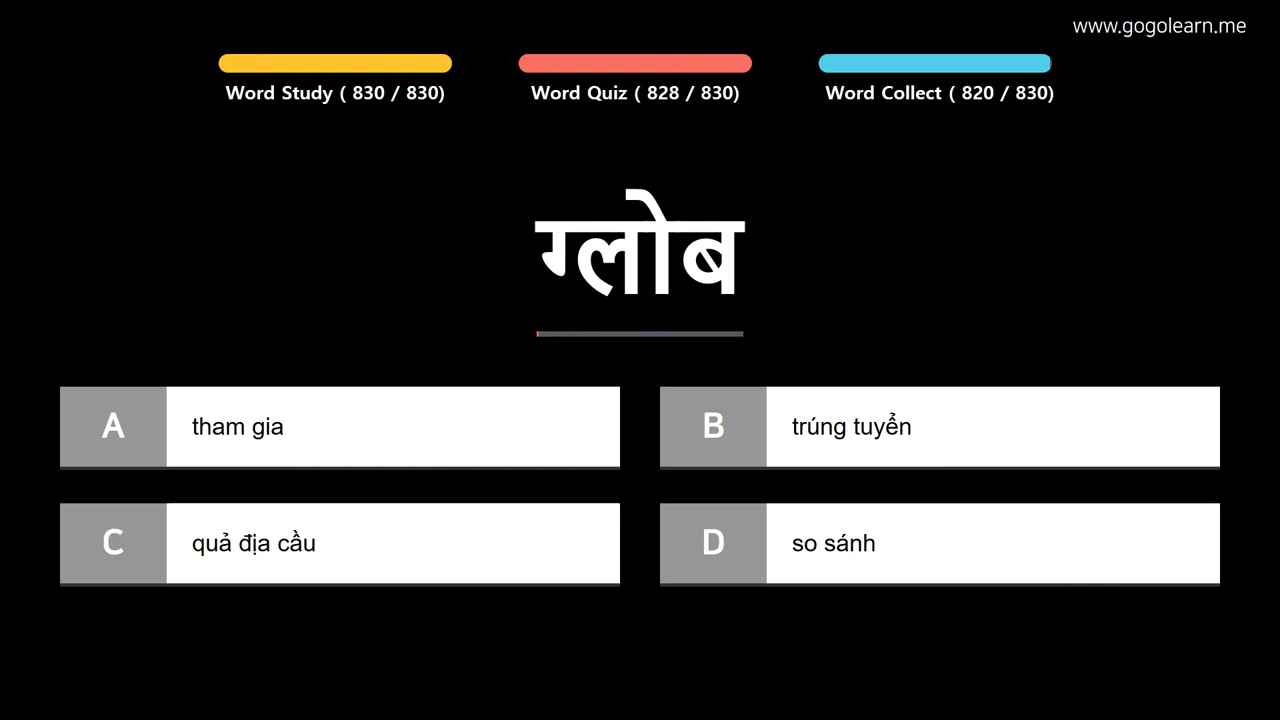 www.gogolearn.me
Word Study ( 830 / 830)
Word Quiz ( 828 / 830)
Word Collect ( 820 / 830)
ग्लोब
A tham gia
B trúng tuyển
C quả địa cầu
D so sánh